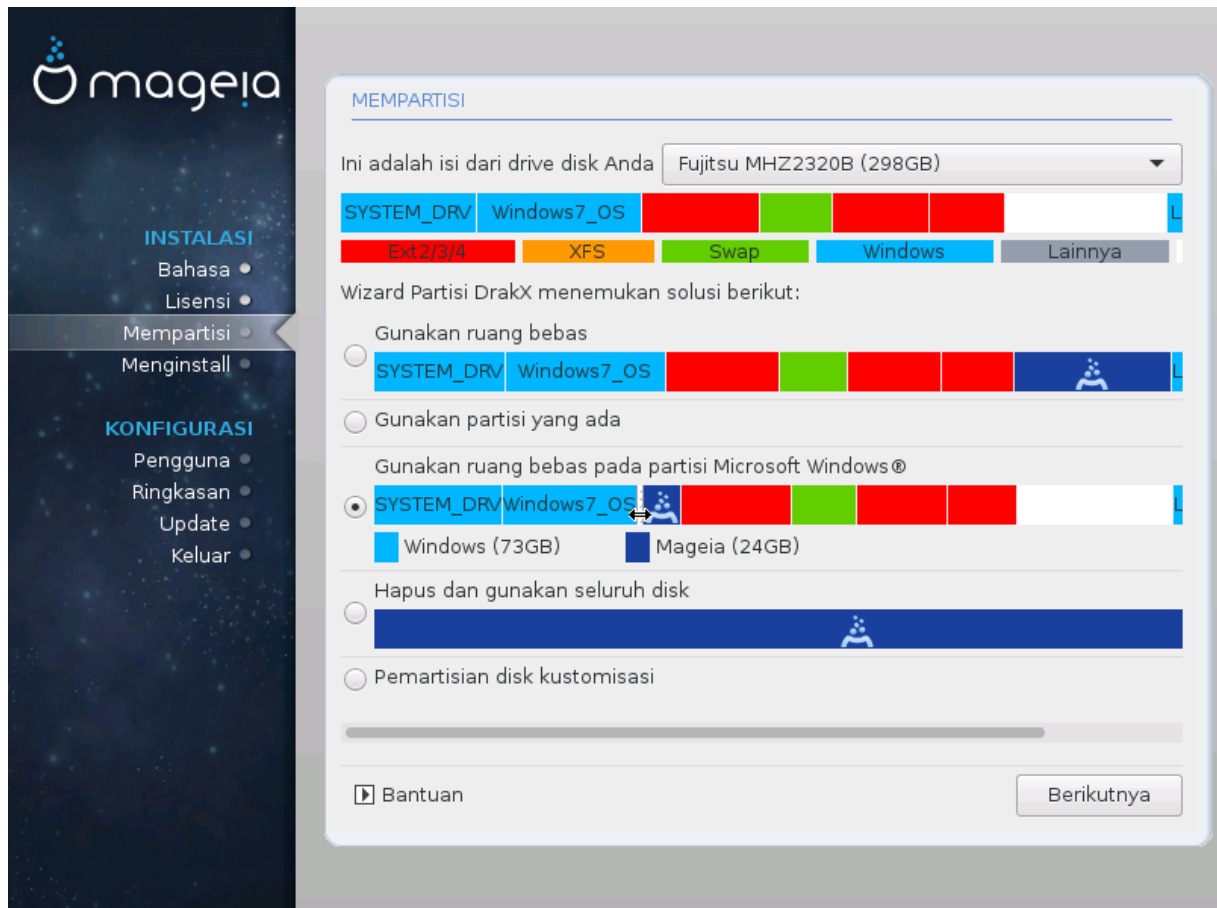 mageia
INSTALASI
Bahasa
Lisensi
Mempartisi
Menginstall
KONFIGURASI
Pengguna
Ringkasan
Update
Keluar
MEMPARTISI
Ini adalah isi dari drive disk Anda Fujitsu MHZ2320B (298GB)
SYSTEM_DRV Windows7_OS L
Ext2/3/4 XFS Swap Windows Lainnya
Wizard Partisi DrakX menemukan solusi berikut:
Gunakan ruang bebas
SYSTEM_DRV Windows7_OS L
Gunakan partisi yang ada
Gunakan ruang bebas pada partisi Microsoft Windows®
SYSTEM_DRV Windows7_OS L
Windows (73GB) Mageia (24GB)
Hapus dan gunakan seluruh disk
Pemartisian disk kustomisasi
Bantuan Berikutnya